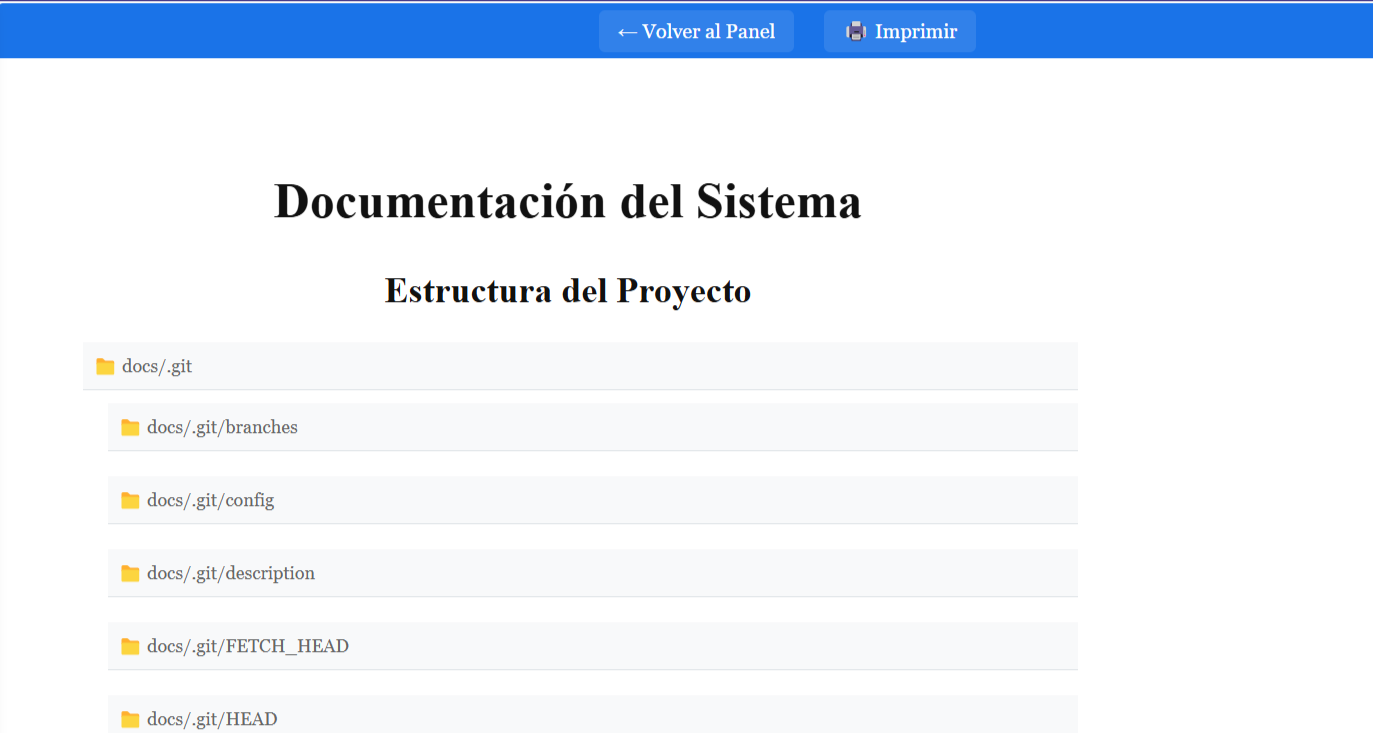 ← Volver al Panel
Imprimir
Documentación del Sistema
Estructura del Proyecto
docs/.git
docs/.git/branches
docs/.git/config
docs/.git/description
docs/.git/FETCH_HEAD
docs/.git/HEAD